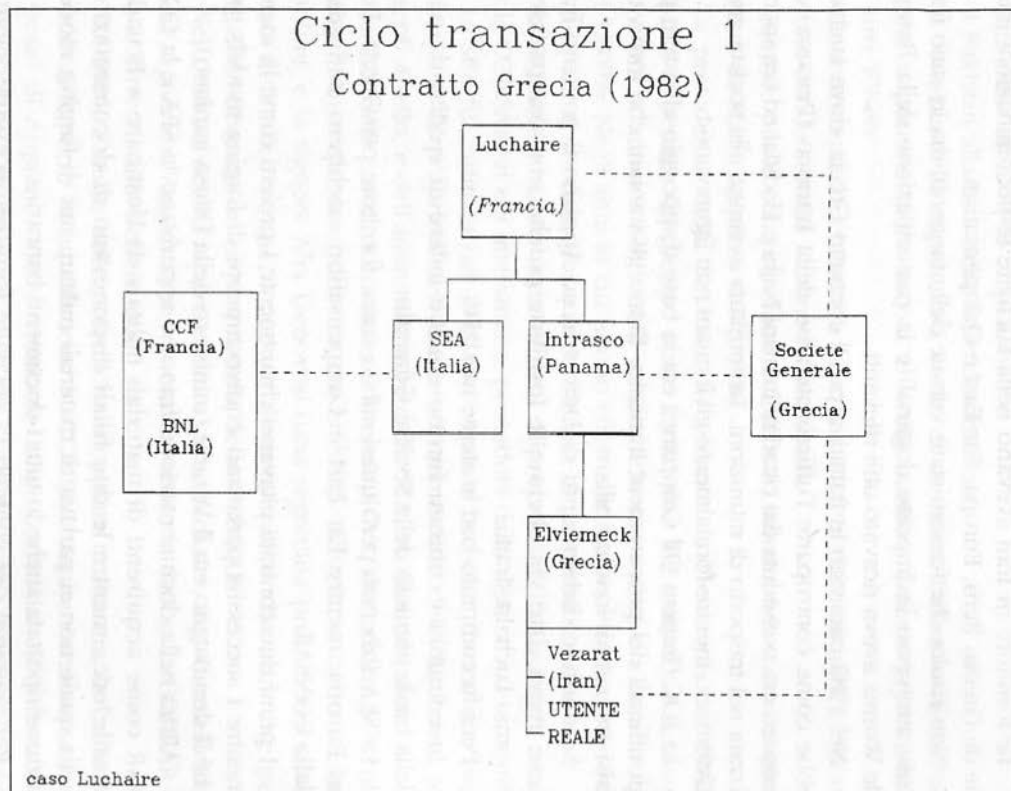 Ciclo transazione 1
Contratto Grecia (1982)
Luchaire
(Francia)
CCF
(Francia)
BNL
(Italia)
SEA
(Italia)
Intrasco
(Panama)
Societe
Generale
(Grecia)
Elviemeck
(Grecia)
Vezarat
(Iran)
UTENTE
REALE
caso Luchaire